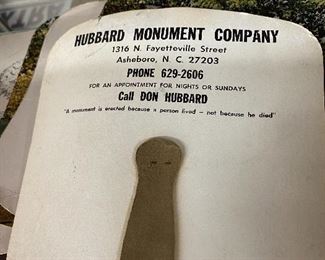 HUBBARD MONUMENT COMPANY
1316 N. Fayetteville Street
Asheboro, N. C. 27203
PHONE 629-2606
FOR AN APPOINTMENT FOR NIGHTS OR SUNDAYS
Call DON HUBBARD
"A monument is erected because a person lived – not because he died"